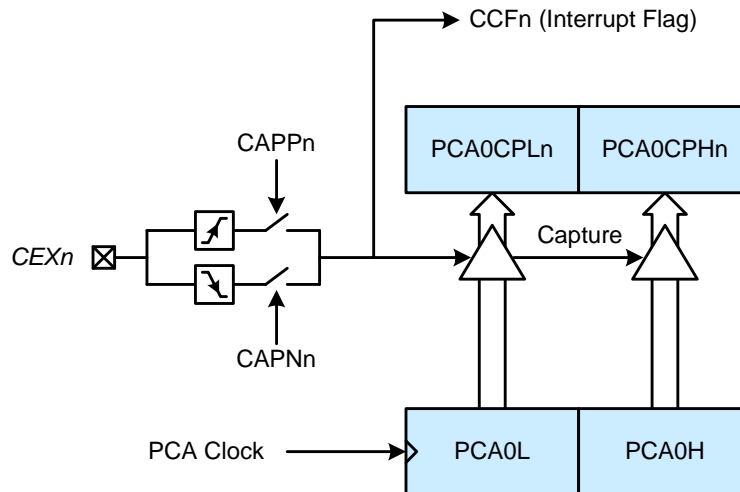 CCFn (Interrupt Flag)
PCA0CPLn
PCA0CPHn
CAPPn
Capture
CEXn
CAPNn
PCA Clock
PCA0L
PCA0H